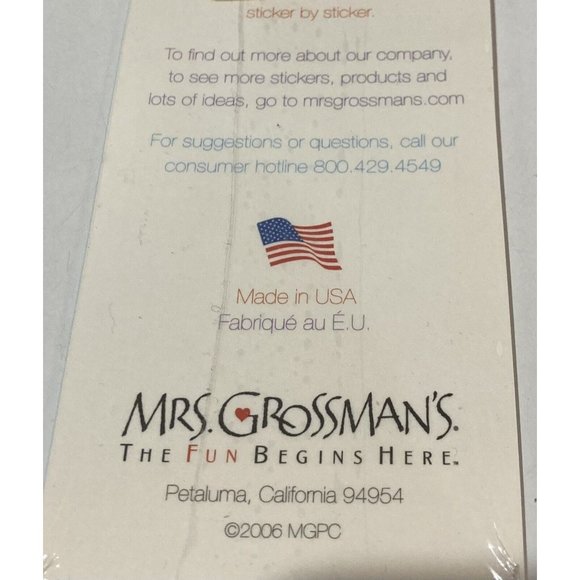 sticker by sticker.
To find out more about our company,
to see more stickers, products and
lots of ideas, go to mrsgrossmans.com
For suggestions or questions, call our
consumer hotline 800.429.4549
Made in USA
Fabriqué au É.U.
MRS. GROSSMAN'S®
THE FUN BEGINS HERE™
Petaluma, California 94954
©2006 MGPC